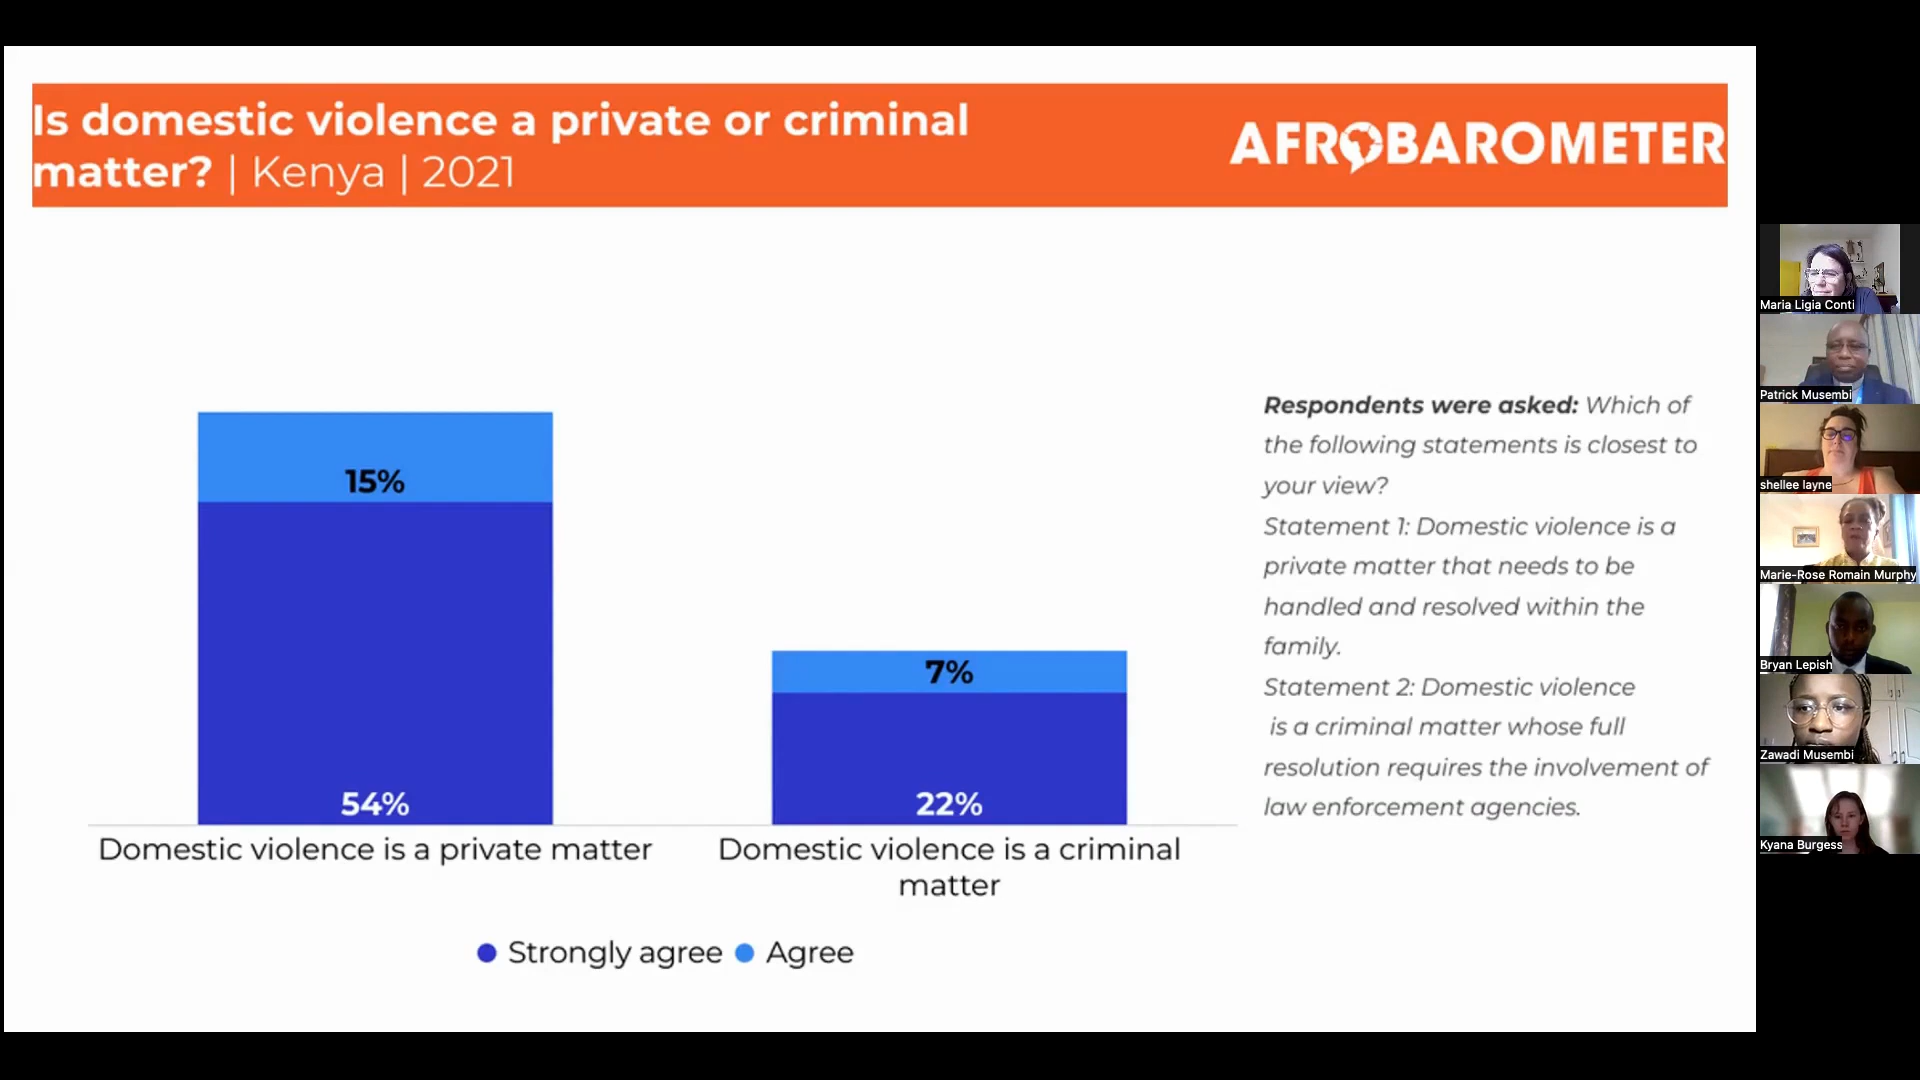 Is domestic violence a private or criminal
matter? | Kenya | 2021
AFROBAROMETER
15%
54%
7%
22%
Domestic violence is a private matter
Domestic violence is a criminal
matter
Strongly agree
Agree
Respondents were asked: Which of
the following statements is closest to
your view?
Statement 1: Domestic violence is a
private matter that needs to be
handled and resolved within the
family.
Statement 2: Domestic violence
is a criminal matter whose full
resolution requires the involvement of
law enforcement agencies.
Maria Ligia Conti
Patrick Musembi
shellee layne
Marie-Rose Romain Murphy
Bryan Lepish
Zawadi Musembi
Kyana Burgess